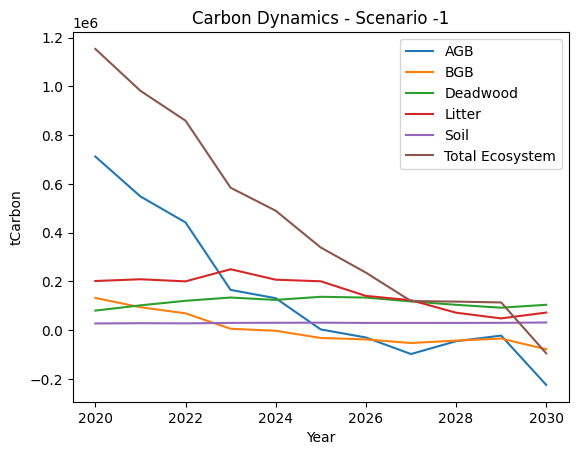 Carbon Dynamics - Scenario -1
1e6
1.2
1.0
0.8
0.6
0.4
0.2
0.0
−0.2
tCarbon
AGB
BGB
Deadwood
Litter
Soil
Total Ecosystem
2020 2022 2024 2026 2028 2030
Year